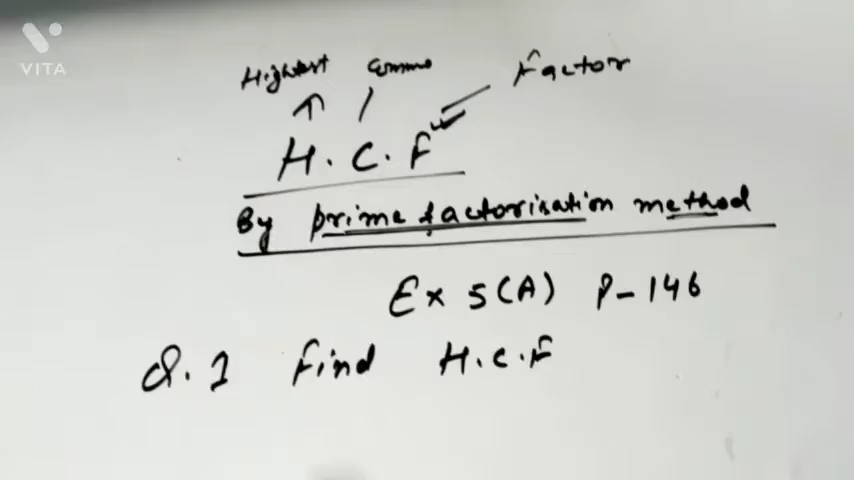 VITA
Highest Common Factor
H. C. F
By prime factorisation method
Ex 5(A) P-146
Q.1 Find H.C.F